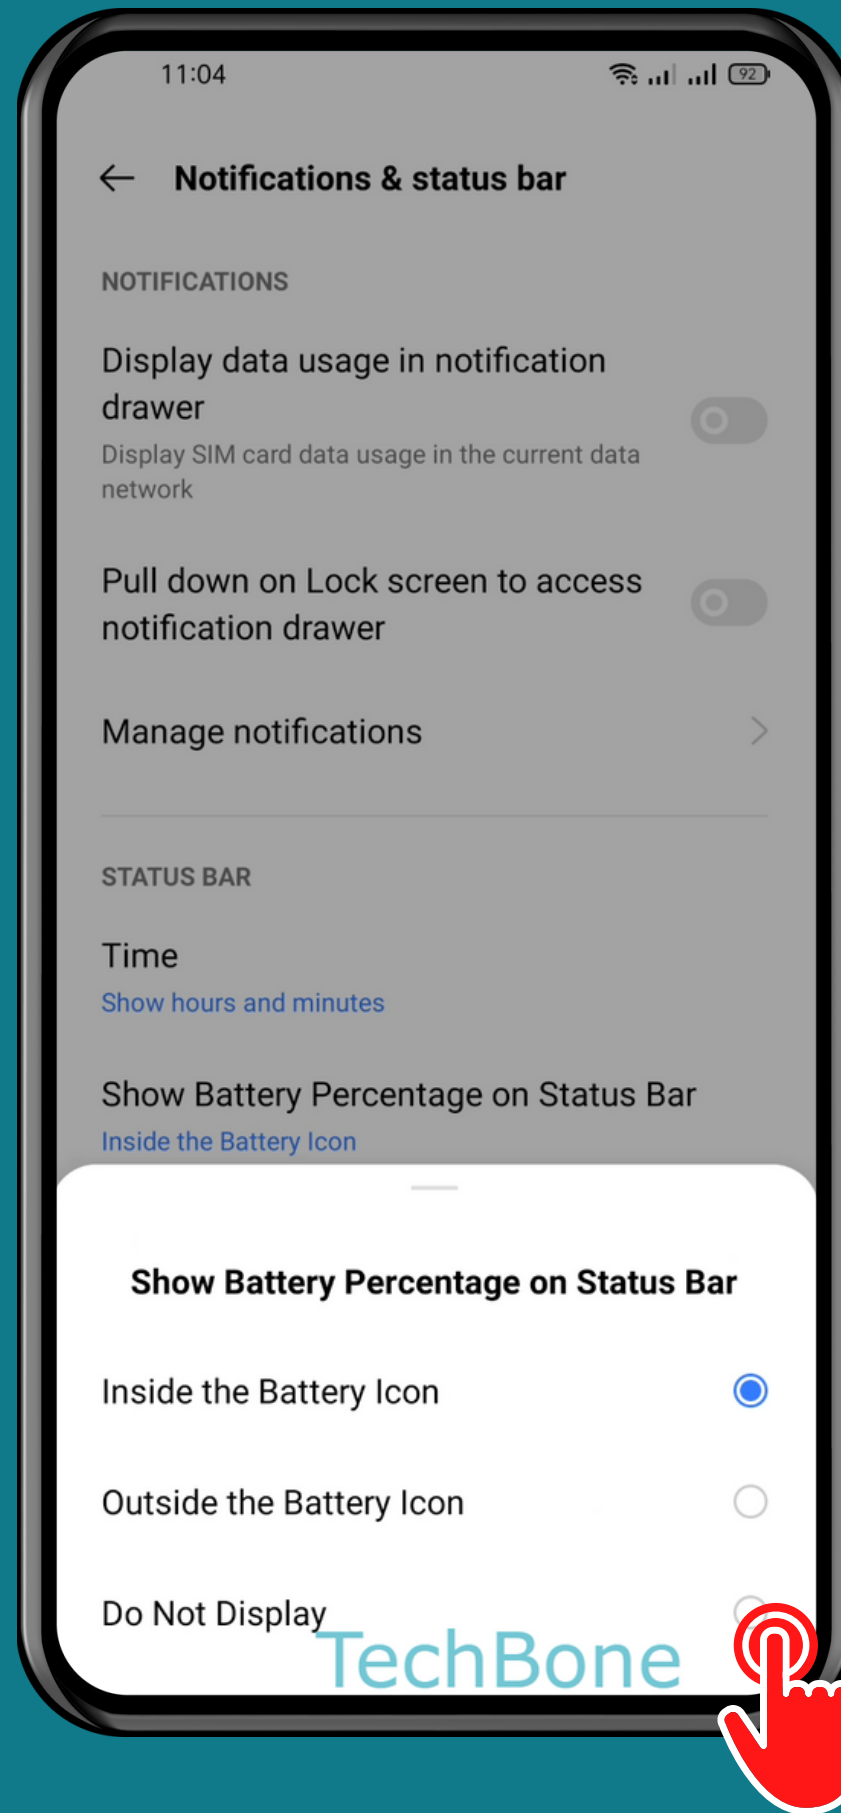 11:04
92
Notifications & status bar
NOTIFICATIONS
Display data usage in notification
drawer
Display SIM card data usage in the current data
network
Pull down on Lock screen to access
notification drawer
Manage notifications
STATUS BAR
Time
Show hours and minutes
Show Battery Percentage on Status Bar
Inside the Battery Icon
Show Battery Percentage on Status Bar
Inside the Battery Icon
Outside the Battery Icon
Do Not Display
TechBone